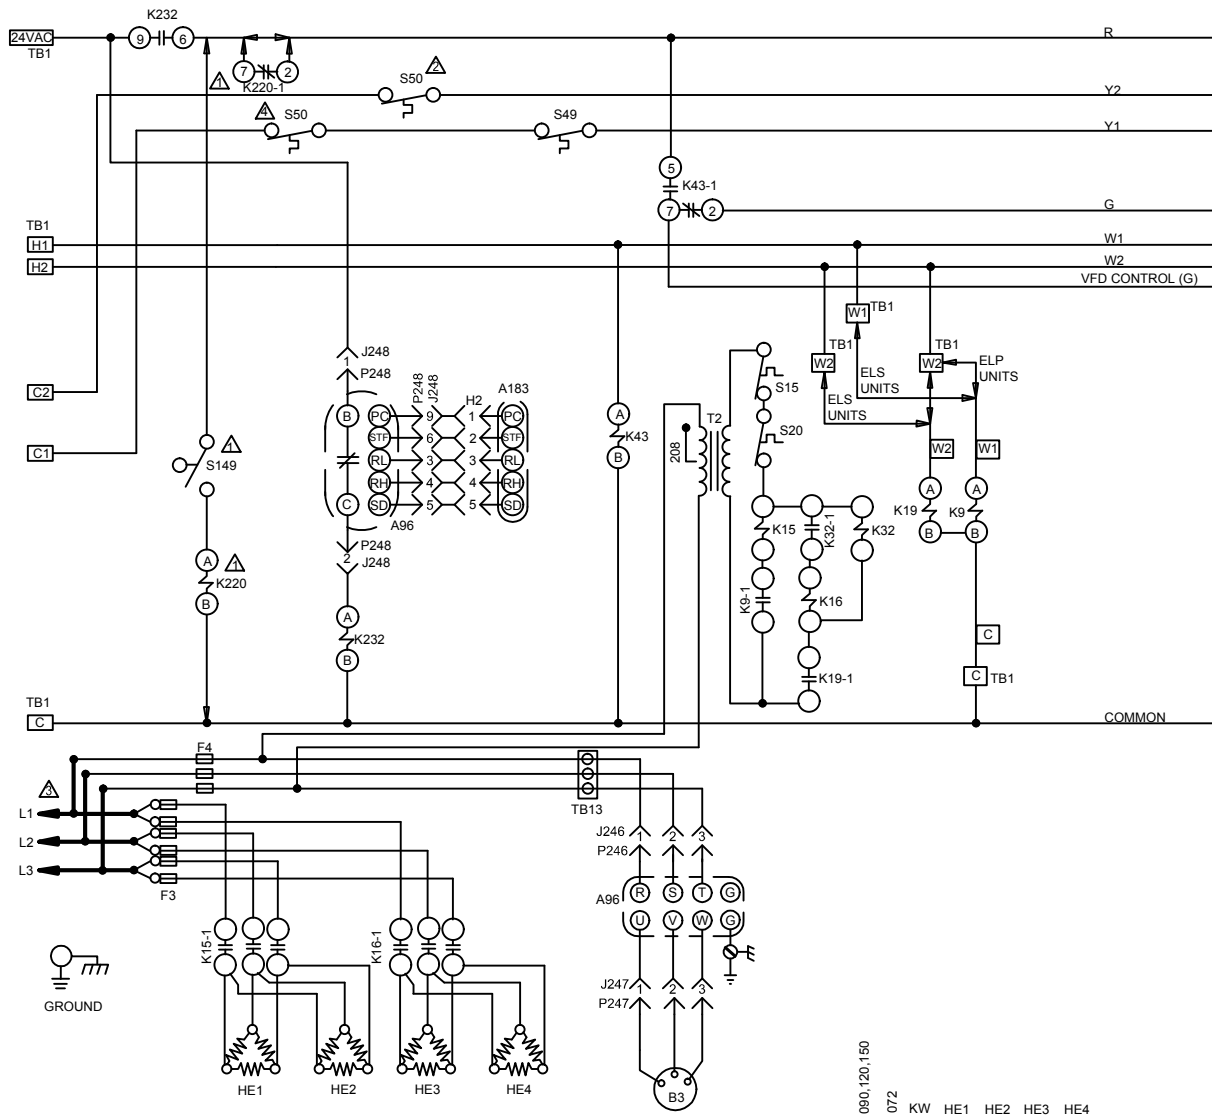 K232
24VAC
TB1
9
6
R
1
7
2
K220-1
S50
2
Y2
4
S50
S49
Y1
5
K43-1
7
2
G
TB1
H1
W1
H2
W2
VFD CONTROL (G)
W1
TB1
TB1
W2
TB1
W2
ELP
UNITS
ELS
UNITS
ELS
UNITS
J248
1
P248
P248
J248
H2
A183
C2
B
PC
9
1
PC
STF
6
2
STF
RL
3
3
RL
RH
4
4
RH
C
SD
5
5
SD
A96
C1
S149
1
A
K43
B
T2
208
S15
S20
W2
W1
A
A
K19
K9
B
B
K15
K32-1
K32
K9-1
K16
K19-1
P248
2
J248
A
1
K220
B
A
K232
B
C
C
TB1
TB1
C
COMMON
F4
TB13
3
L1
L2
L3
F3
J246
1
2
3
P246
A96
R
S
T
G
U
V
W
G
K15-1
K16-1
GROUND
J247
1
2
3
P247
HE1
HE2
HE3
HE4
B3
090,120,150
072
KW
HE1
HE2
HE3
HE4